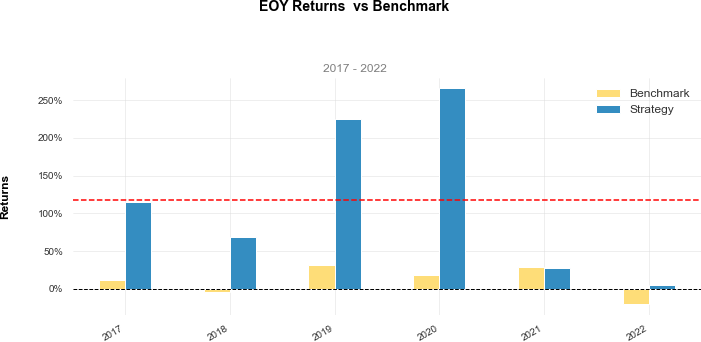 EOY Returns  vs Benchmark
2017 - 2022
Benchmark
Strategy
250%
200%
150%
100%
50%
0%
Returns
2017
2018
2019
2020
2021
2022